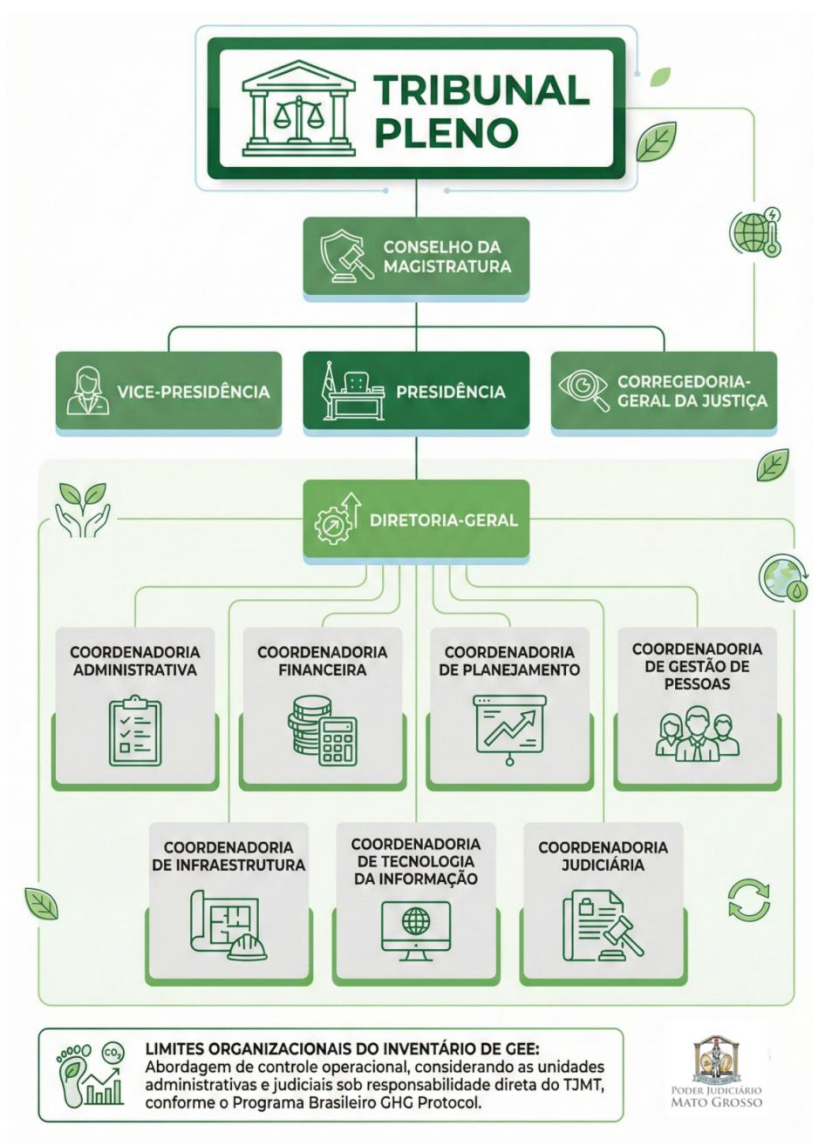 TRIBUNAL
PLENO
CONSELHO DA
MAGISTRATURA
VICE-PRESIDÊNCIA
PRESIDÊNCIA
CORREGEDORIA-
GERAL DA JUSTIÇA
DIRETORIA-GERAL
COORDENADORIA
ADMINISTRATIVA
COORDENADORIA
FINANCEIRA
COORDENADORIA
DE PLANEJAMENTO
COORDENADORIA
DE GESTÃO DE
PESSOAS
COORDENADORIA
DE INFRAESTRUTURA
COORDENADORIA
DE TECNOLOGIA
DA INFORMAÇÃO
COORDENADORIA
JUDICIÁRIA
CO₂
LIMITES ORGANIZACIONAIS DO INVENTÁRIO DE GEE:
Abordagem de controle operacional, considerando as unidades
administrativas e judiciais sob responsabilidade direta do TJMT,
conforme o Programa Brasileiro GHG Protocol.
PODER JUDICIÁRIO
MATO GROSSO